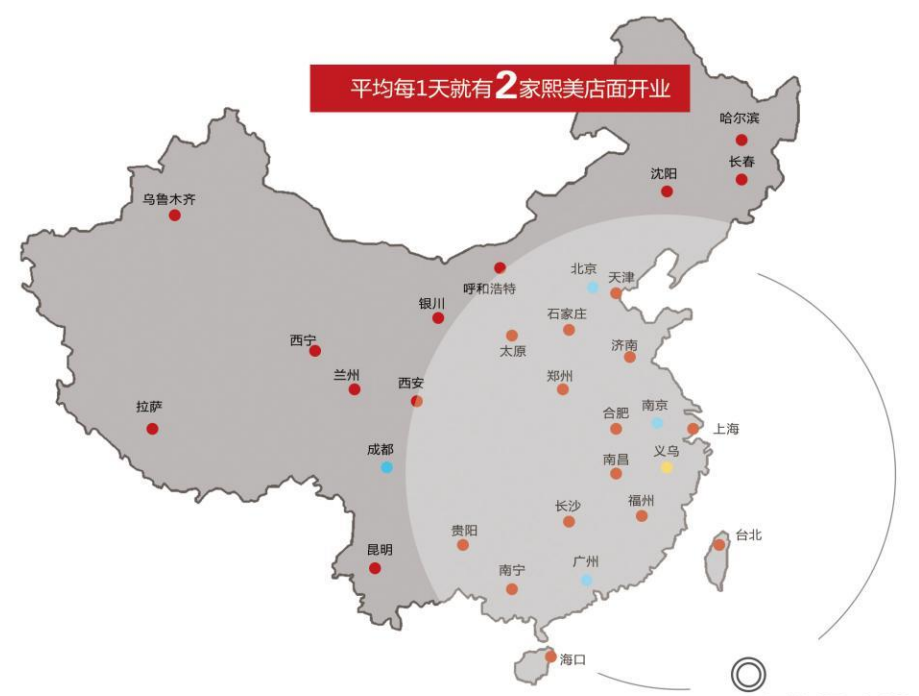 平均每1天就有2家熙美店面开业
哈尔滨
长春
沈阳
乌鲁木齐
北京
天津
呼和浩特
银川
石家庄
西宁
太原
济南
兰州
西安
郑州
拉萨
合肥
南京
上海
成都
南昌
义乌
长沙
福州
贵阳
台北
昆明
南宁
广州
海口